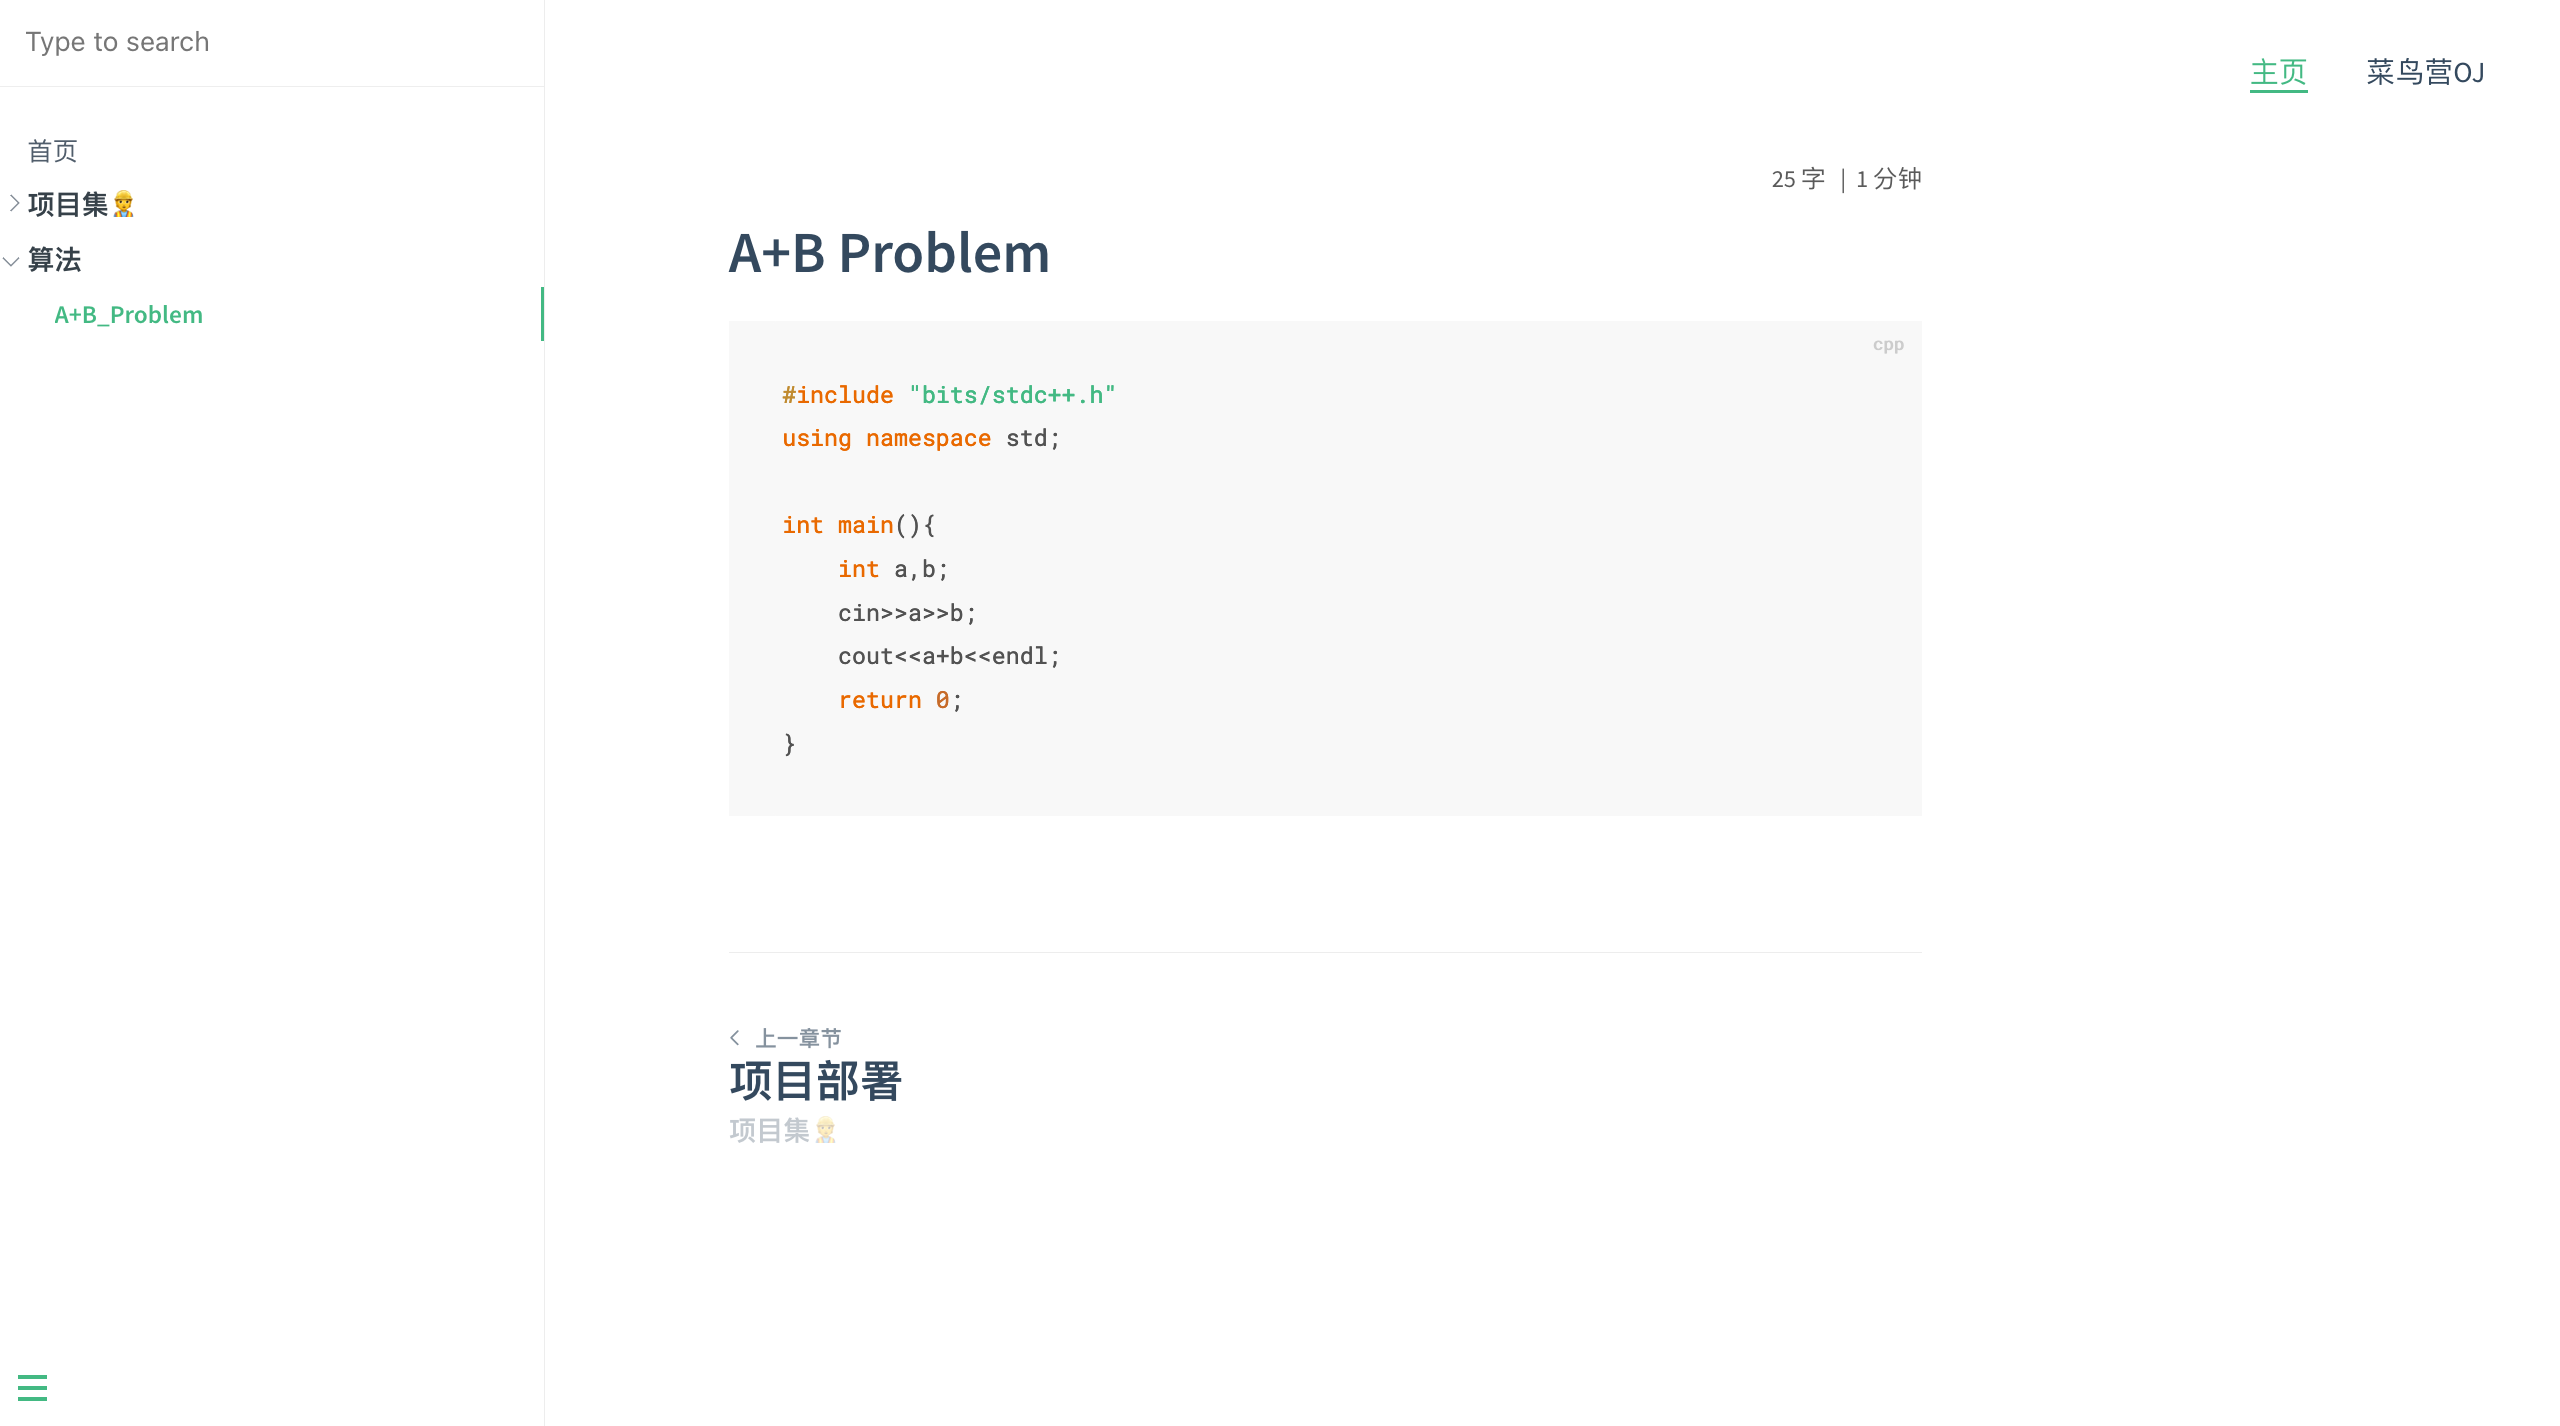 Type to search
首页
项目集👷
算法
A+B_Problem
主页 菜鸟营OJ
25 字 | 1 分钟
A+B Problem
cpp
#include "bits/stdc++.h"
using namespace std;
int main(){
    int a,b;
    cin>>a>>b;
    cout<<a+b<<endl;
    return 0;
}
上一章节
项目部署
项目集👷